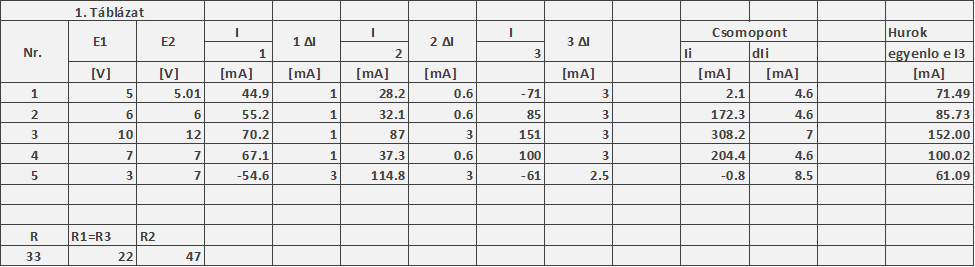 1. Táblázat
Nr. E1 E2 I 1 ΔI I 2 ΔI I 3 ΔI Csomopont Hurok
1 2 3 Ii dIi egyenlo e I3
[V] [V] [mA] [mA] [mA] [mA] [mA] [mA] [mA] [mA] [mA]
1 5 5.01 44.9 1 28.2 0.6 -71 3 2.1 4.6 71.49
2 6 6 55.2 1 32.1 0.6 85 3 172.3 4.6 85.73
3 10 12 70.2 1 87 3 151 3 308.2 7 152.00
4 7 7 67.1 1 37.3 0.6 100 3 204.4 4.6 100.02
5 3 7 -54.6 3 114.8 3 -61 2.5 -0.8 8.5 61.09
R R1=R3 R2
33 22 47